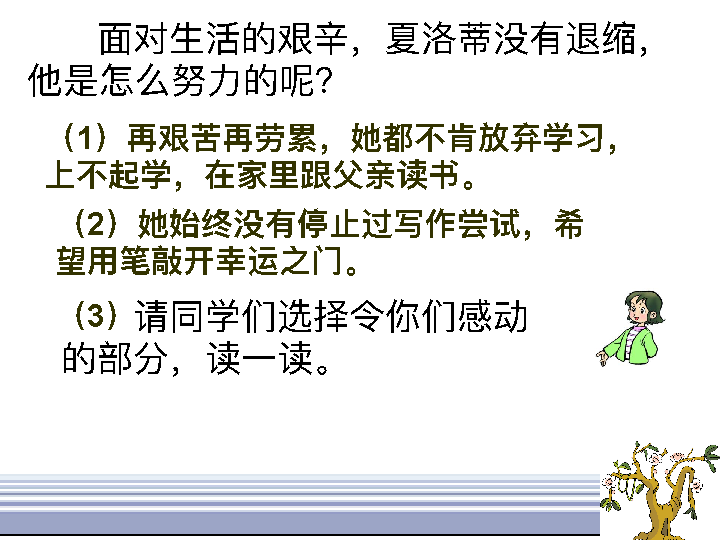 面对生活的艰辛，夏洛蒂没有退缩，
他是怎么努力的呢？
（1）再艰苦再劳累，她都不肯放弃学习，
上不起学，在家里跟父亲读书。
（2）她始终没有停止过写作尝试，希
望用笔敲开幸运之门。
（3）请同学们选择令你们感动
的部分，读一读。